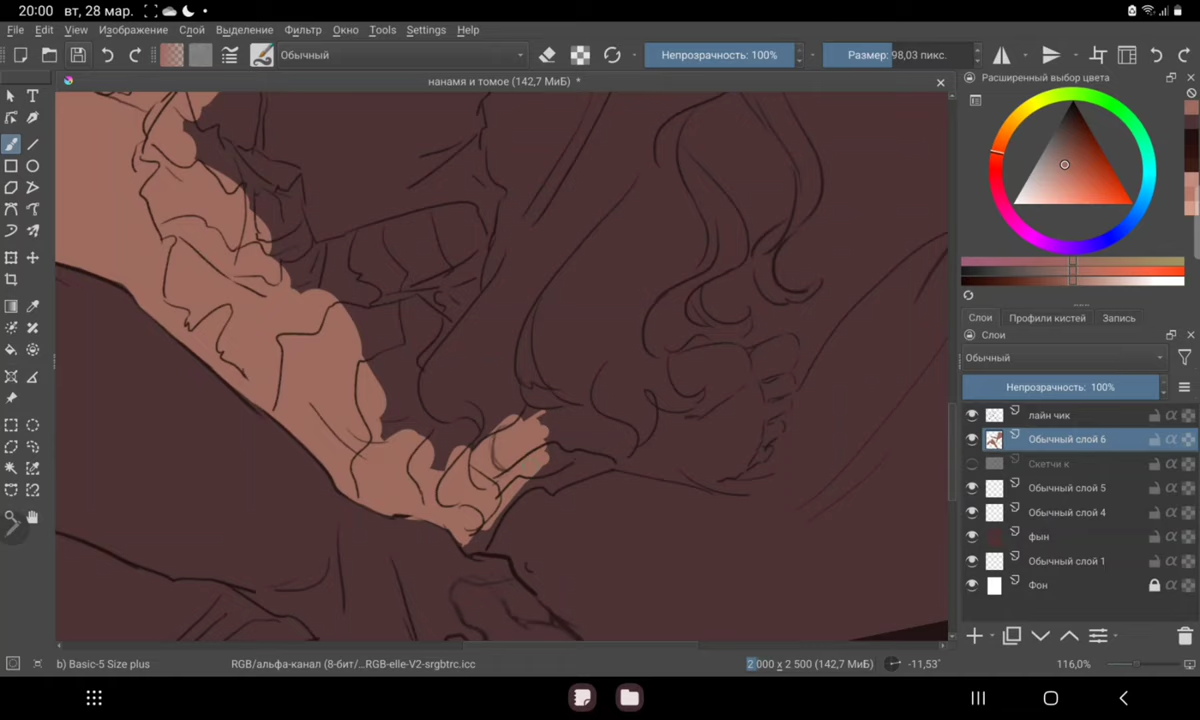 20:00 вт, 28 мар.
File Edit View Изображение Слой Выделение Фильтр Окно Tools Settings Help
Обычный Непрозрачность: 100% Размер: 98,03 пикс.
нанамя и томое (142,7 МиБ) *
Расширенный выбор цвета
Слои Профили кистей Запись
Слои
Обычный
Непрозрачность: 100%
лайн чик
Обычный слой 6
Скетчи к
Обычный слой 5
Обычный слой 4
фын
Обычный слой 1
Фон
b) Basic-5 Size plus RGB/альфа-канал (8-бит/…RGB-elle-V2-srgbtrc.icc 2 000 x 2 500 (142,7 МиБ) -11,53° 116,0%